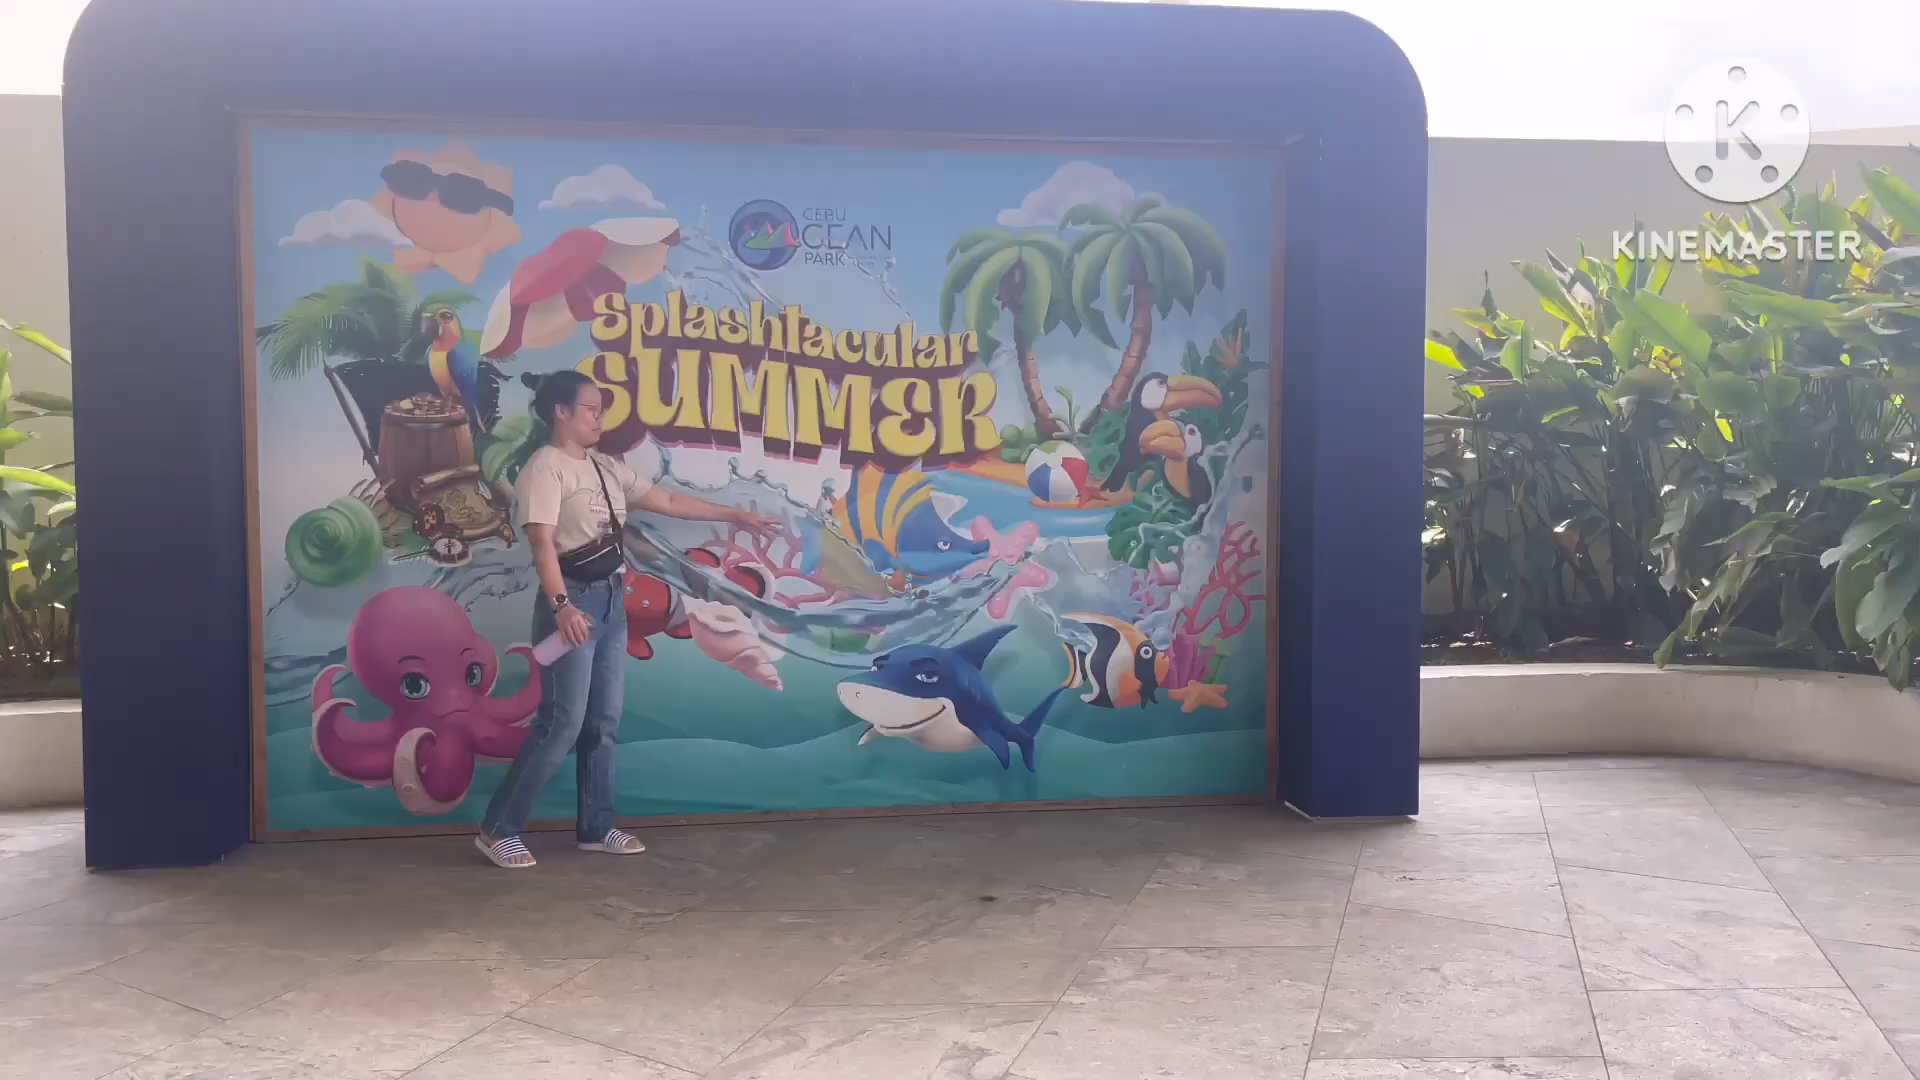 CEBU
OCEAN
PARK
Splashtacular
SUMMER
K
KINEMASTER